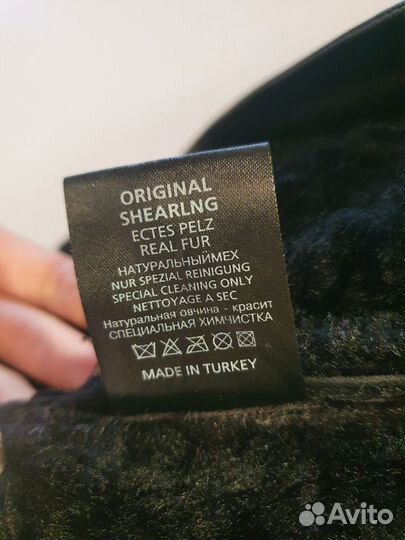 ORIGINAL
SHEARLNG
ECTES PELZ
REAL FUR
НАТУРАЛЬНЫЙМЕХ
NUR SPEZIAL REINIGUNG
SPECIAL CLEANING ONLY
NETTOYAGE A SEC
Натуральная овчина - красит
СПЕЦИАЛЬНАЯ ХИМЧИСТКА
MADE IN TURKEY
Avito